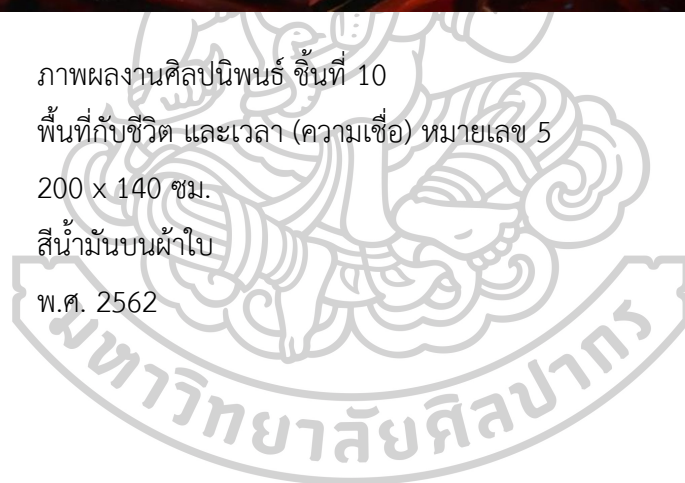 ภาพผลงานศิลปนิพนธ์ ชิ้นที่ 10
พื้นที่กับชีวิต และเวลา (ความเชื่อ) หมายเลข 5
200 x 140 ซม.
สีน้ำมันบนผ้าใบ
พ.ศ. 2562
มหาวิทยาลัยศิลปากร